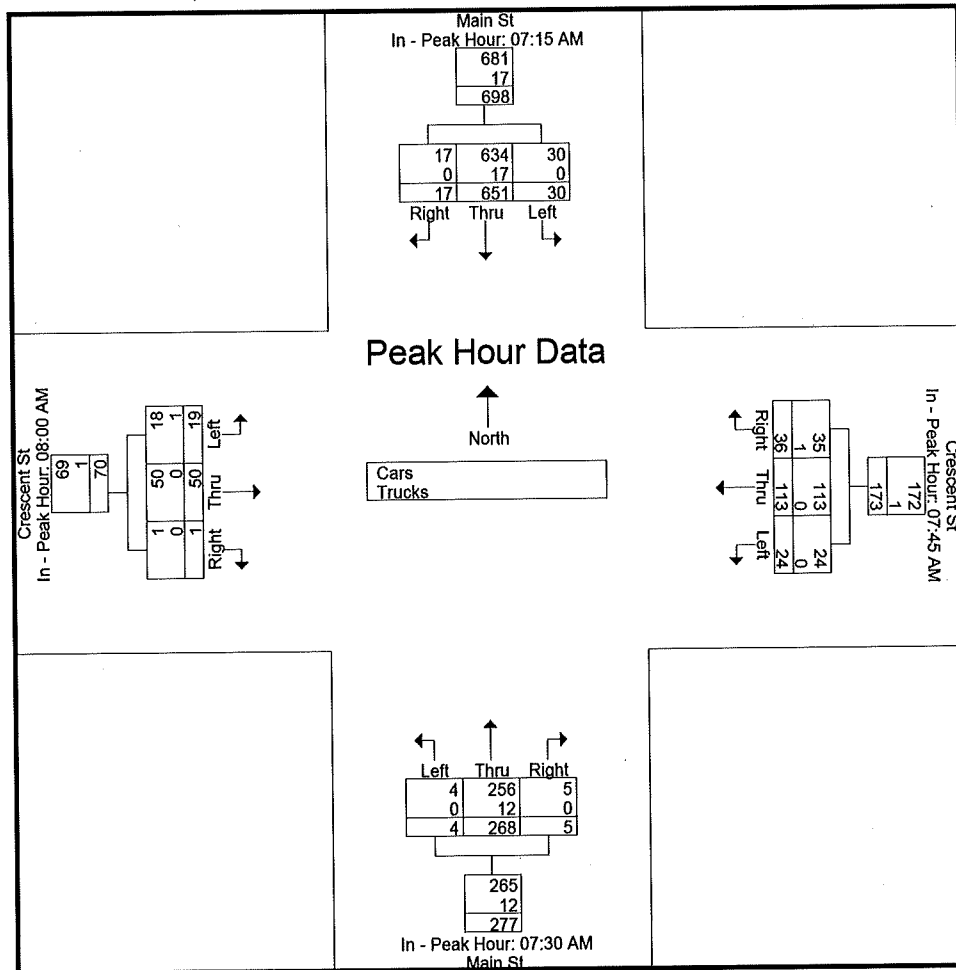 Main St
In - Peak Hour: 07:15 AM
681
17
698
17 634 30
0 17 0
17 651 30
Right Thru Left
Peak Hour Data
North
Cars
Trucks
Crescent St
In - Peak Hour: 08:00 AM
69
1
70
18 50 1
1 0 0
19 50 1
Left Thru Right
Crescent St
In - Peak Hour: 07:45 AM
172
1
173
35 113 24
1 0 0
36 113 24
Right Thru Left
Left Thru Right
4 256 5
0 12 0
4 268 5
265
12
277
In - Peak Hour: 07:30 AM
Main St